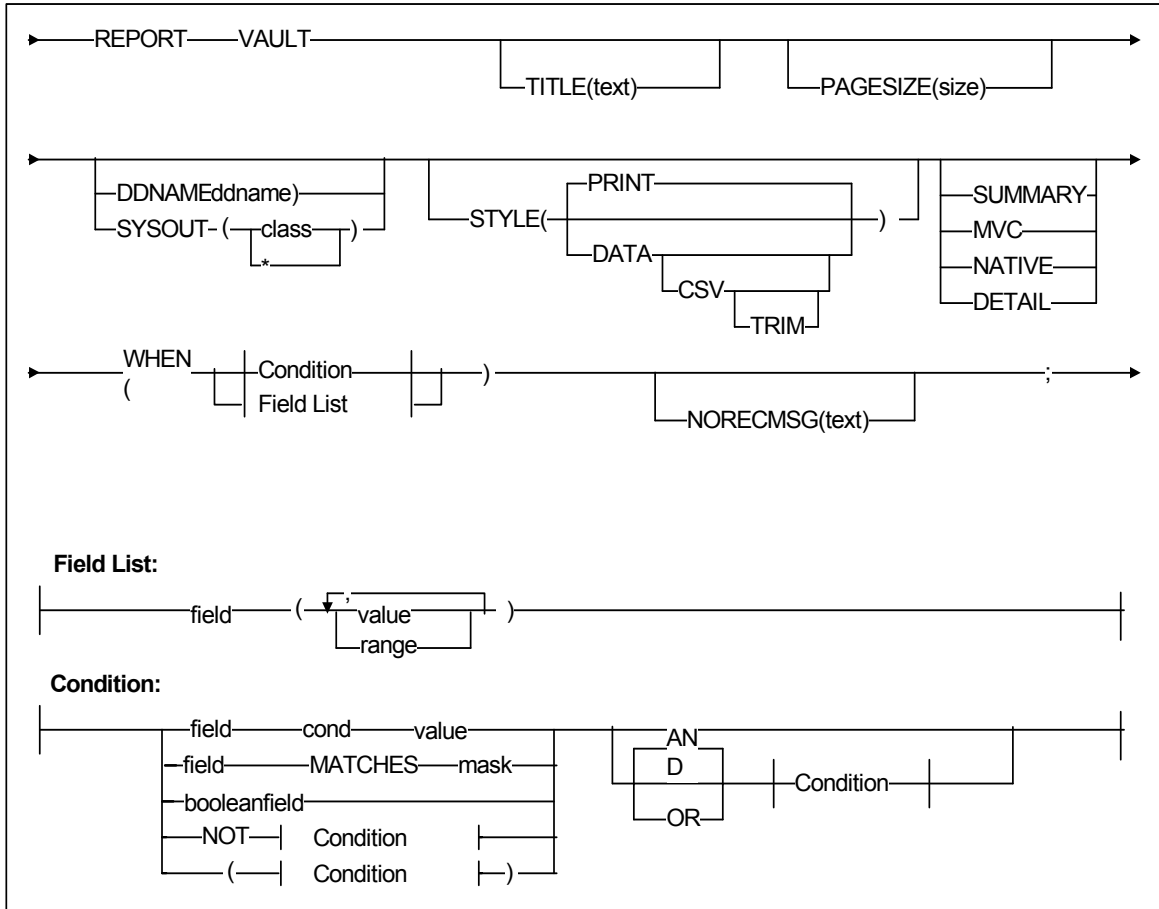 REPORT VAULT
TITLE(text) PAGESIZE(size)
DDNAMEddname)
SYSOUT ( class )
*
STYLE( PRINT )
DATA
CSV
TRIM
SUMMARY
MVC
NATIVE
DETAIL
WHEN
( Condition )
Field List
NORECMSG(text)
;
Field List:
field ( , value )
range
Condition:
field cond value
field MATCHES mask
booleanfield
NOT Condition
( Condition )
AN
D
OR
Condition